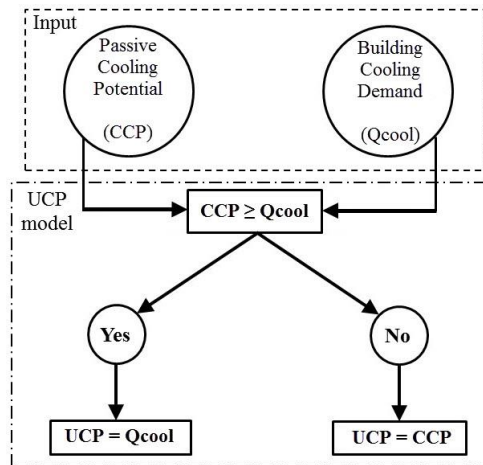 Input
Passive
Cooling
Potential
(CCP)
Building
Cooling
Demand
(Qcool)
UCP
model
CCP ≥ Qcool
Yes
No
UCP = Qcool
UCP = CCP